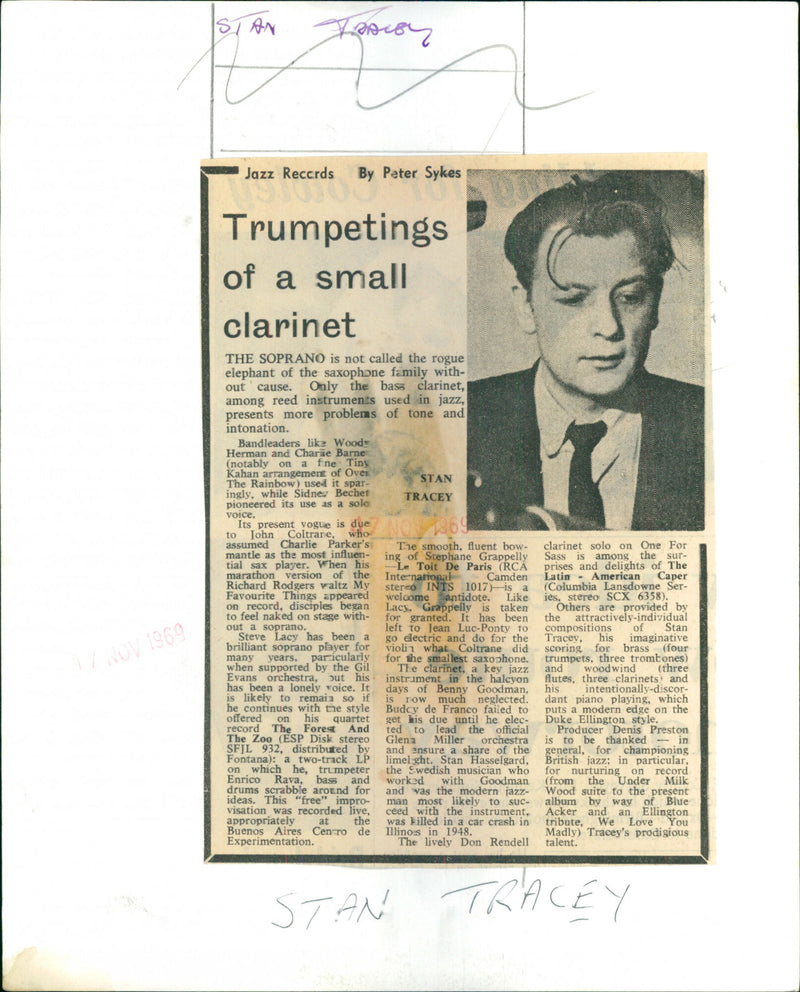 STAN TRACEY
Jazz Records By Peter Sykes
Trumpetings
of a small
clarinet
THE SOPRANO is not called the rogue
elephant of the saxophone family with-
out cause. Only the bass clarinet,
among reed instruments used in jazz,
presents more problems of tone and
intonation.
Bandleaders like Woody
Herman and Charlie Barnet
(notably on a fine Tiny
Kahan arrangement of Over
The Rainbow) used it spar-
ingly, while Sidney Bechet
pioneered its use as a solo
voice.
Its present vogue is due
to John Coltrane, who
assumed Charlie Parker's
mantle as the most influen-
tial sax player. When his
marathon version of the
Richard Rodgers waltz My
Favourite Things appeared
on record, disciples began
to feel naked on stage with-
out a soprano.
Steve Lacy has been a
brilliant soprano player for
many years, particularly
when supported by the Gil
Evans orchestra, but his
has been a lonely voice. It
is likely to remain so if
he continues with the style
offered on his quartet
record The Forest And
The Zoo (ESP Disk stereo
SFJL 932, distributed by
Fontana): a two-track LP
on which he, trumpeter
Enrico Rava, bass and
drums scrabble around for
ideas. This "free" impro-
visation was recorded live,
appropriately at the
Buenos Aires Centro de
Experimentation.
STAN
TRACEY
17 NOV 1969
The smooth, fluent bow-
ing of Stephane Grappelly
—Le Toit De Paris (RCA
International Camden
stereo INTS 1017)—is a
welcome antidote. Like
Lacy, Grappelly is taken
for granted. It has been
left to Jean Luc-Ponty to
go electric and do for the
violin what Coltrane did
for the smallest saxophone.
The clarinet, a key jazz
instrument in the halcyon
days of Benny Goodman,
is now much neglected.
Buddy de Franco failed to
get his due until he elec-
ted to lead the official
Glenn Miller orchestra
and ensure a share of the
limelight. Stan Hasselgard,
the Swedish musician who
worked with Goodman
and was the modern jazz-
man most likely to suc-
ceed with the instrument,
was killed in a car crash in
Illinois in 1948.
The lively Don Rendell
clarinet solo on One For
Sass is among the sur-
prises and delights of The
Latin - American Caper
(Columbia Lansdowne Ser-
ies, stereo SCX 6358).
Others are provided by
the attractively-individual
compositions of Stan
Tracey, his imaginative
scoring for brass (four
trumpets, three trombones)
and woodwind (three
flutes, three clarinets) and
his intentionally-discor-
dant piano playing, which
puts a modern edge on the
Duke Ellington style.
Producer Denis Preston
is to be thanked — in
general, for championing
British jazz; in particular,
for nurturing on record
(from the Under Milk
Wood suite to the present
album by way of Blue
Acker and an Ellington
tribute, We Love You
Madly) Tracey's prodigious
talent.
17 NOV 1969
STAN TRACEY